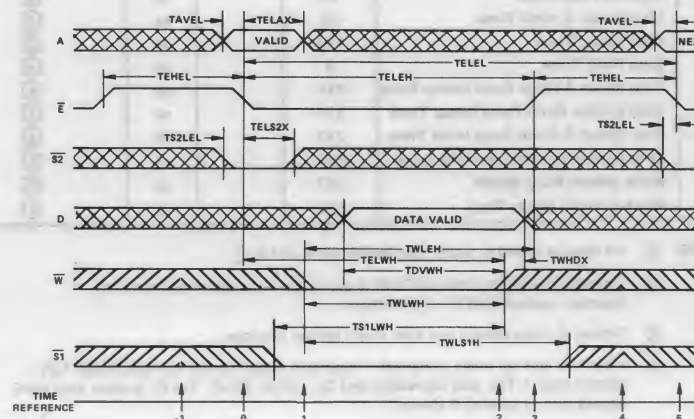 TAVEL TELAX TAVEL
A VALID NE
TELEL
TEHEL TELEH TEHEL
E
TS2LEL TELS2X TS2LEL
S2
D DATA VALID
TWLEH
TELWH TWHDX
TDVWH
W
TWLWH
TS1LWH
TWLS1H
S1
TIME
REFERENCE -1 0 1 2 3 4 5